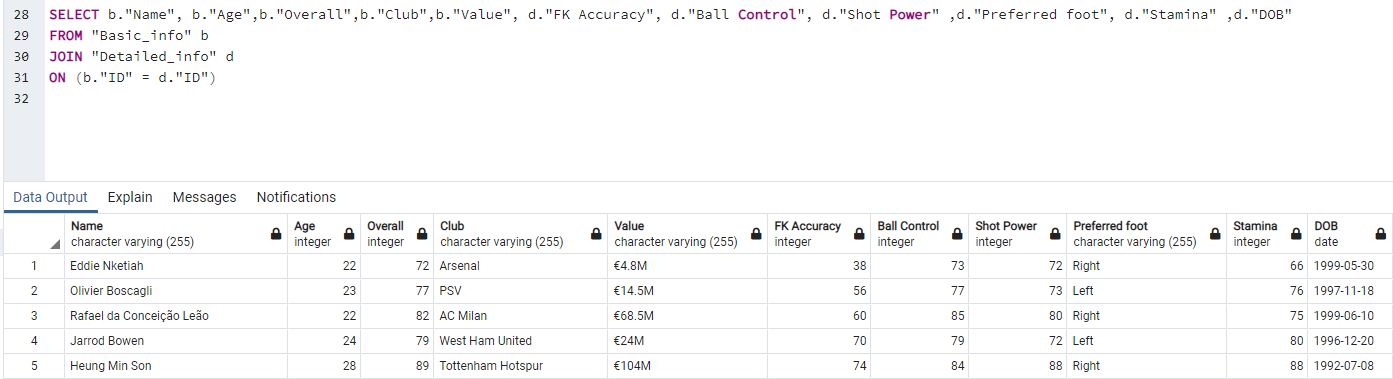 28 SELECT b."Name", b."Age",b."Overall",b."Club",b."Value", d."FK Accuracy", d."Ball Control", d."Shot Power" ,d."Preferred foot", d."Stamina" ,d."DOB"
29 FROM "Basic_info" b
30 JOIN "Detailed_info" d
31 ON (b."ID" = d."ID")
32
Data Output Explain Messages Notifications
Name Age Overall Club Value FK Accuracy Ball Control Shot Power Preferred foot Stamina DOB
character varying (255) integer integer character varying (255) character varying (255) integer integer integer character varying (255) integer date
1 Eddie Nketiah 22 72 Arsenal €4.8M 38 73 72 Right 66 1999-05-30
2 Olivier Boscagli 23 77 PSV €14.5M 56 77 73 Left 76 1997-11-18
3 Rafael da Conceição Leão 22 82 AC Milan €68.5M 60 85 80 Right 75 1999-06-10
4 Jarrod Bowen 24 79 West Ham United €24M 70 79 72 Left 80 1996-12-20
5 Heung Min Son 28 89 Tottenham Hotspur €104M 74 84 88 Right 88 1992-07-08